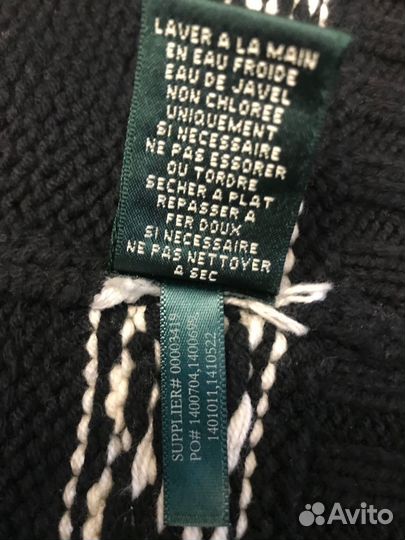 LAVER A LA MAIN
EN EAU FROIDE
EAU DE JAVEL
NON CHLOREE
UNIQUEMENT
SI NECESSAIRE
NE PAS ESSORER
OU TORDRE
SECHER A PLAT
REPASSER A
FER DOUX
SI NECESSAIRE
NE PAS NETTOYER
A SEC
SUPPLIER# 00003419
PO# 1400704,1400695,
1401011,1410522,
Avito